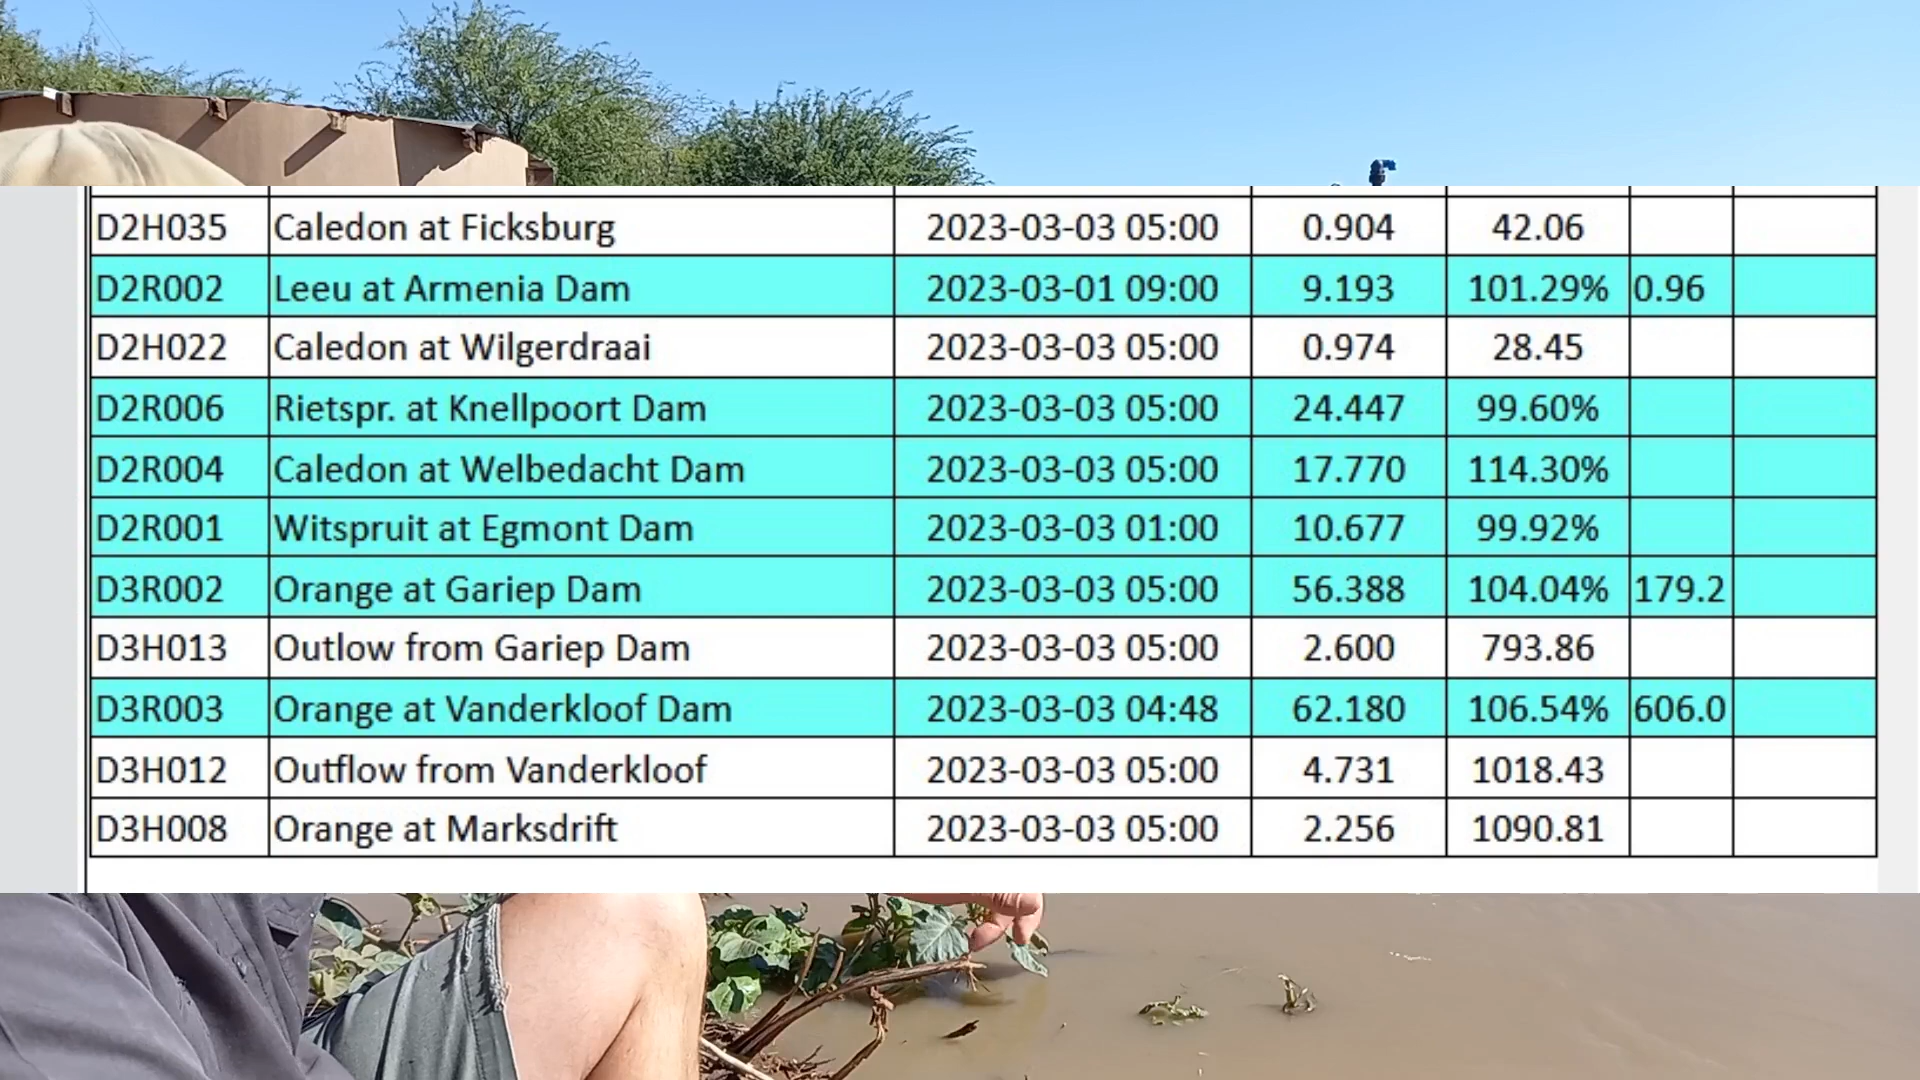 D2H035 Caledon at Ficksburg 2023-03-03 05:00 0.904 42.06
D2R002 Leeu at Armenia Dam 2023-03-01 09:00 9.193 101.29% 0.96
D2H022 Caledon at Wilgerdraai 2023-03-03 05:00 0.974 28.45
D2R006 Rietspr. at Knellpoort Dam 2023-03-03 05:00 24.447 99.60%
D2R004 Caledon at Welbedacht Dam 2023-03-03 05:00 17.770 114.30%
D2R001 Witspruit at Egmont Dam 2023-03-03 01:00 10.677 99.92%
D3R002 Orange at Gariep Dam 2023-03-03 05:00 56.388 104.04% 179.2
D3H013 Outlow from Gariep Dam 2023-03-03 05:00 2.600 793.86
D3R003 Orange at Vanderkloof Dam 2023-03-03 04:48 62.180 106.54% 606.0
D3H012 Outflow from Vanderkloof 2023-03-03 05:00 4.731 1018.43
D3H008 Orange at Marksdrift 2023-03-03 05:00 2.256 1090.81